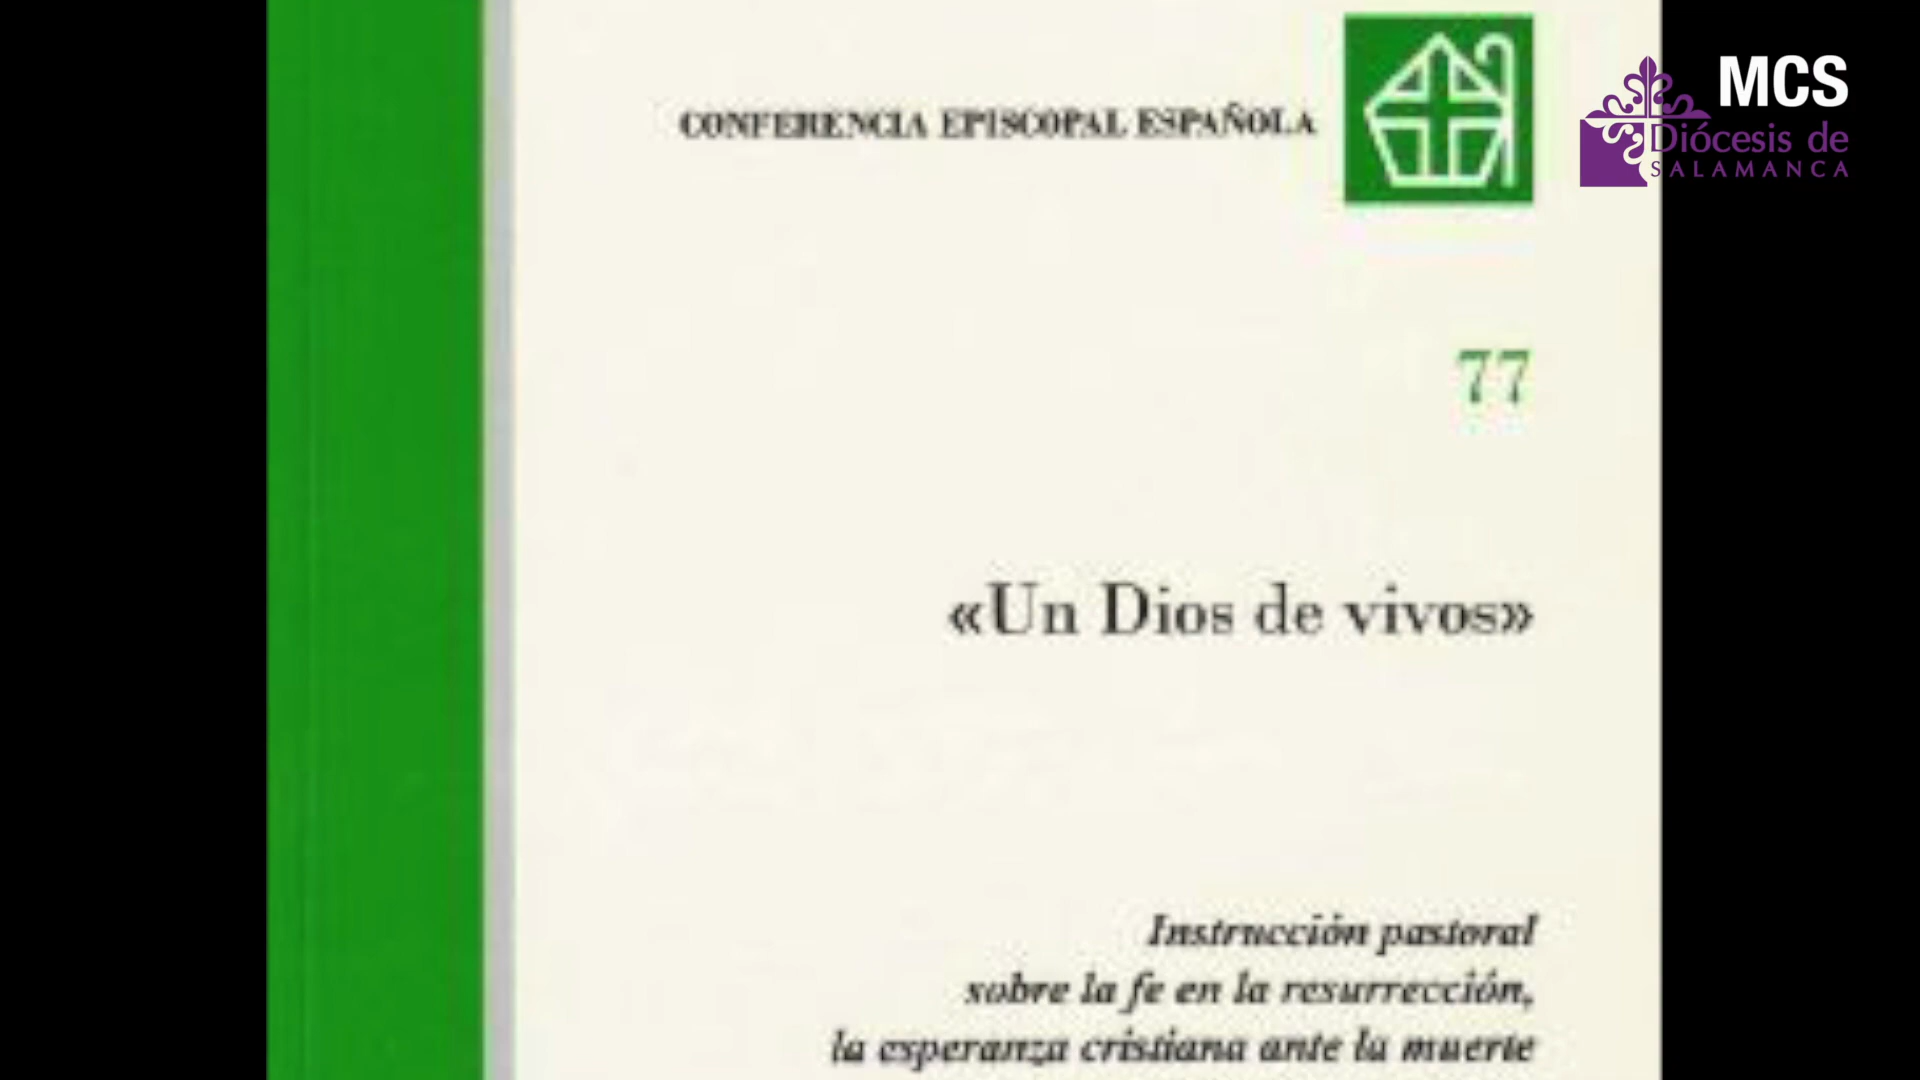 CONFERENCIA EPISCOPAL ESPAÑOLA
MCS
Diócesis de
SALAMANCA
77
«Un Dios de vivos»
Instrucción pastoral
sobre la fe en la resurrección,
la esperanza cristiana ante la muerte